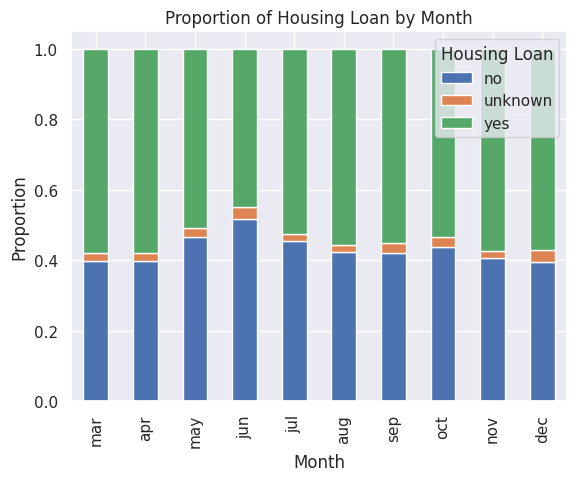 Proportion of Housing Loan by Month
Housing Loan
no
unknown
yes
Proportion
1.0
0.8
0.6
0.4
0.2
0.0
mar
apr
may
jun
jul
aug
sep
oct
nov
dec
Month